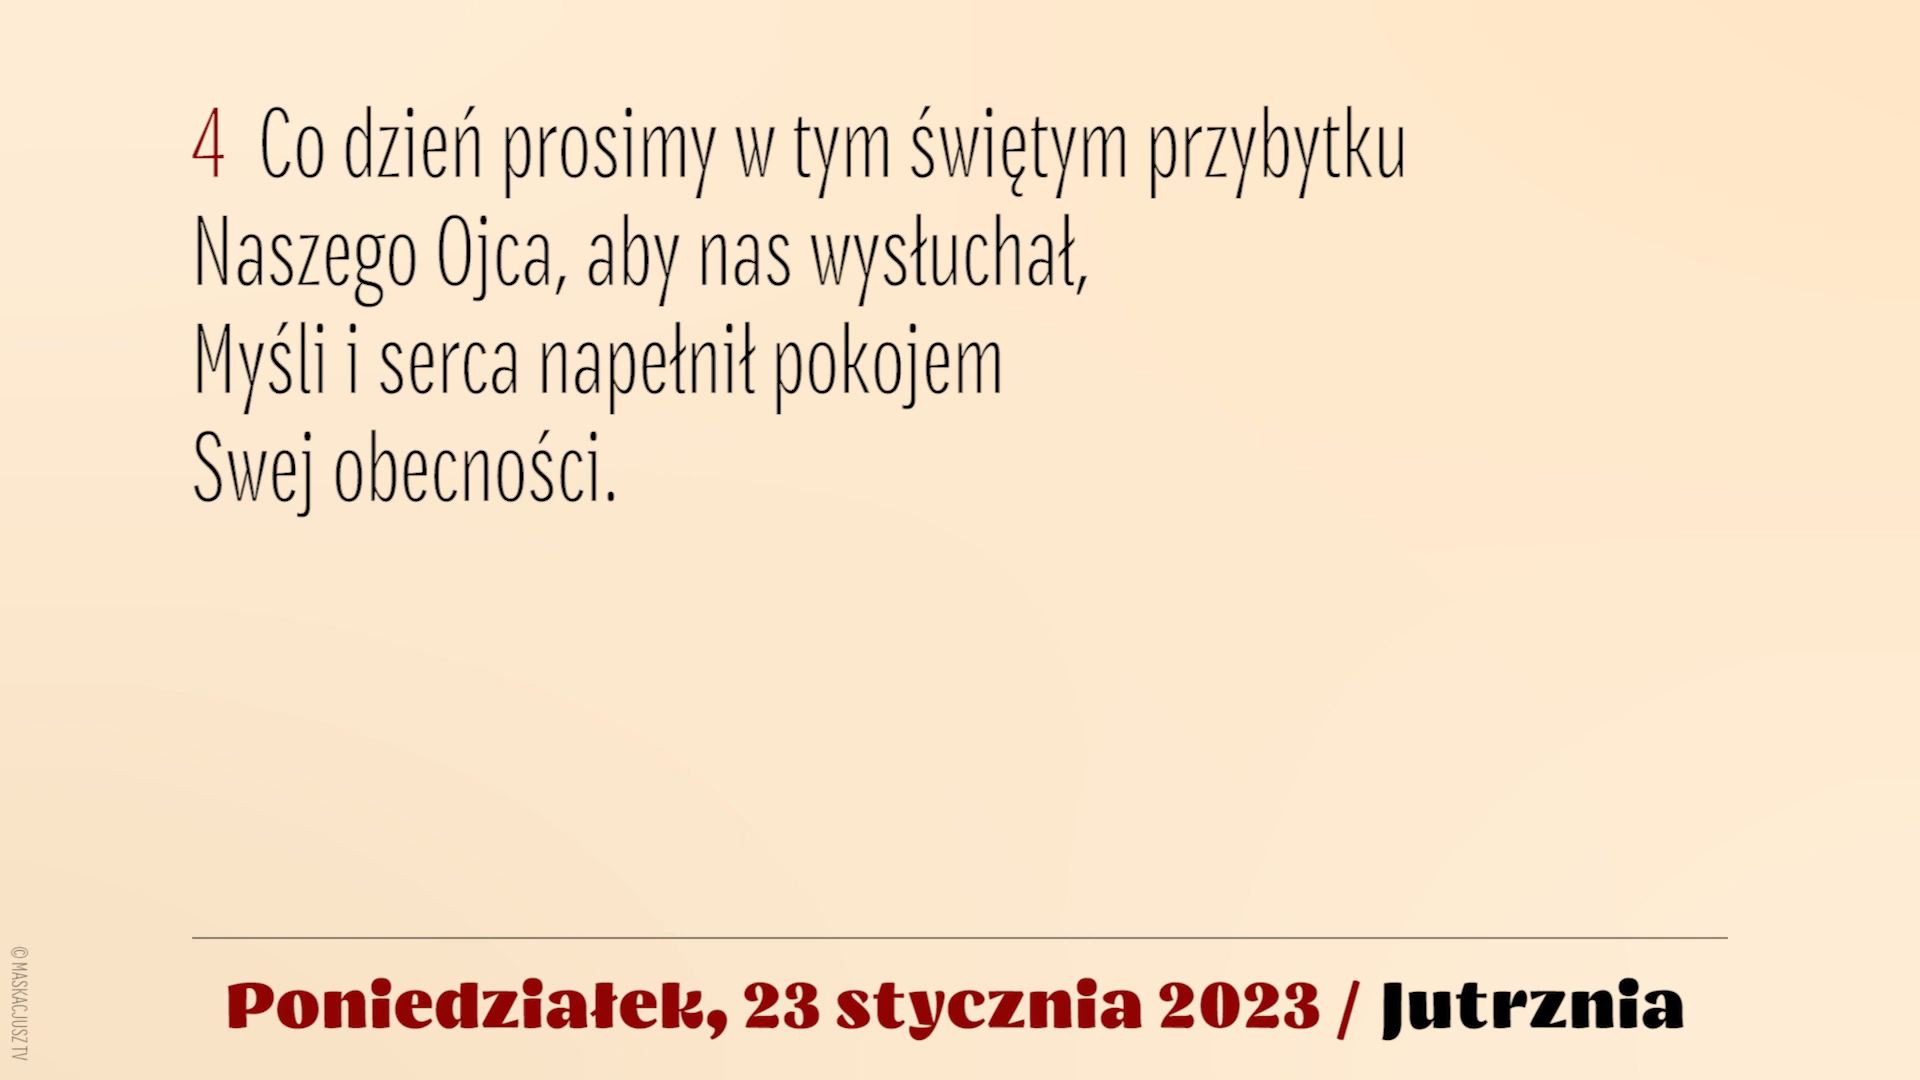 4 Co dzień prosimy w tym świętym przybytku
Naszego Ojca, aby nas wysłuchał,
Myśli i serca napełnił pokojem
Swej obecności.
Poniedziałek, 23 stycznia 2023 / Jutrznia
© MASKACJUSZ TV